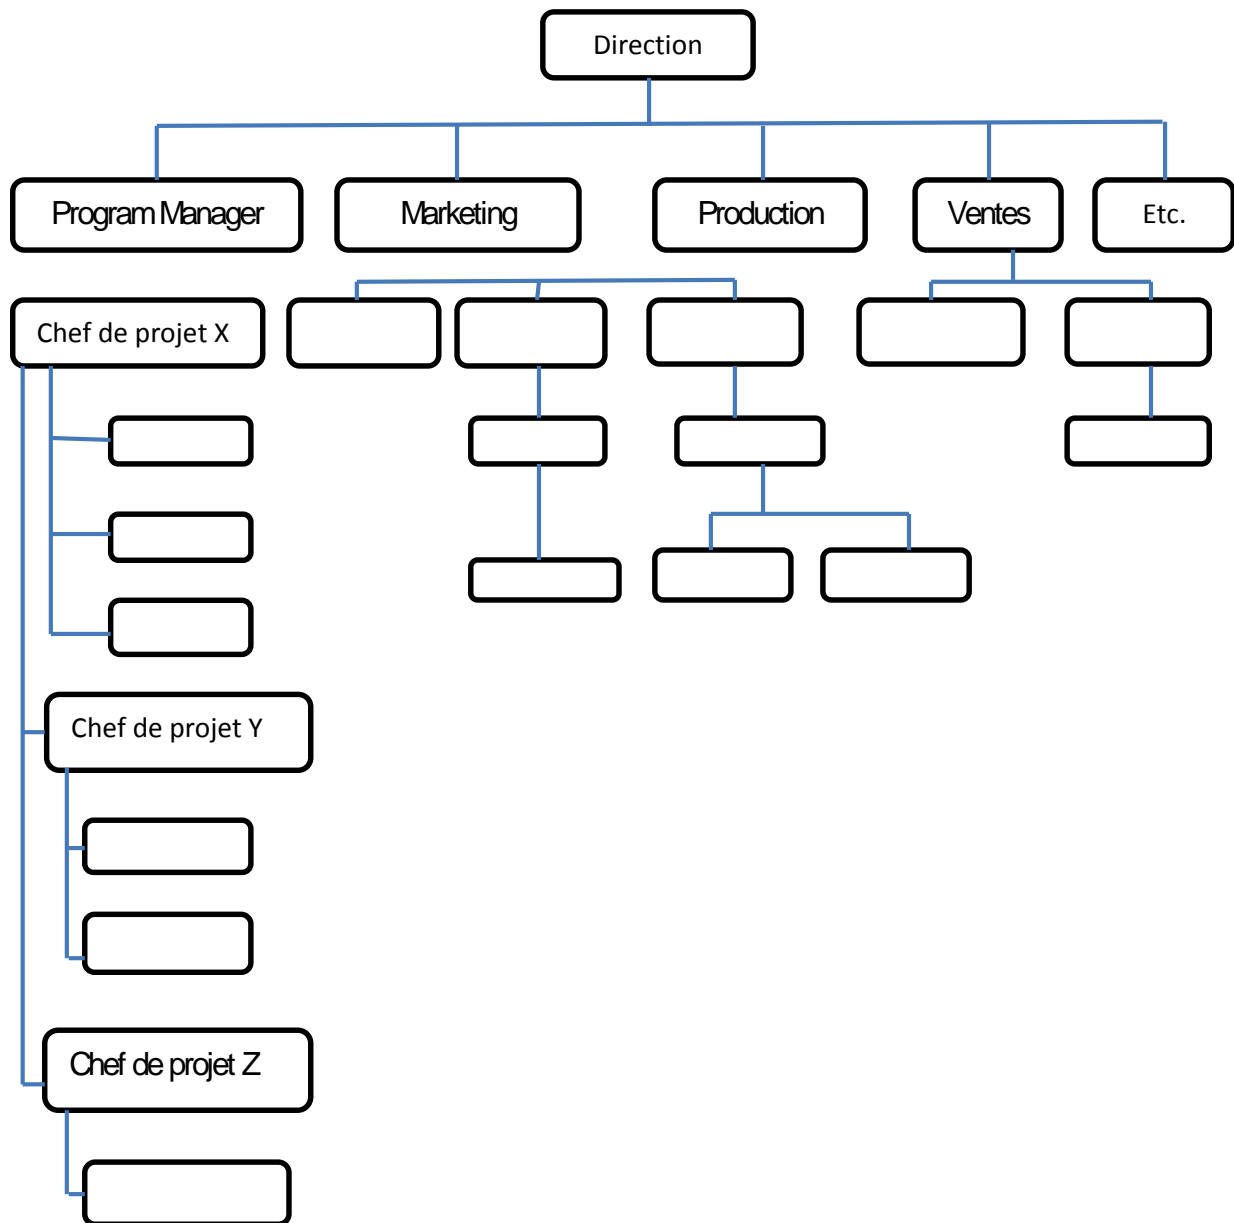 Direction
Program Manager
Marketing
Production
Ventes
Etc.
Chef de projet X
Chef de projet Y
Chef de projet Z